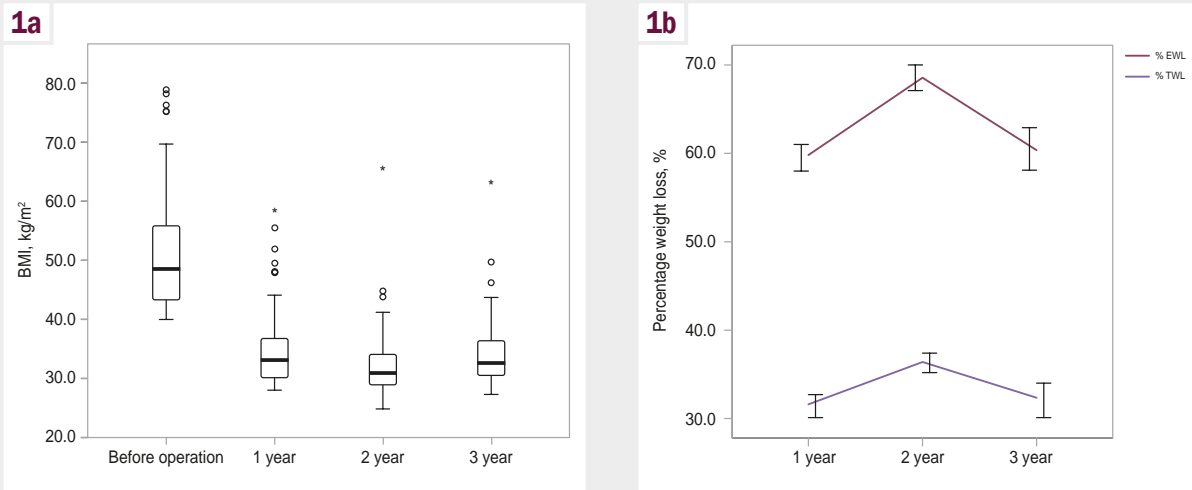 1a
BMI, kg/m²
80.0
70.0
60.0
50.0
40.0
30.0
20.0
Before operation 1 year 2 year 3 year
1b
Percentage weight loss, %
70.0
60.0
50.0
40.0
30.0
1 year 2 year 3 year
% EWL
% TWL